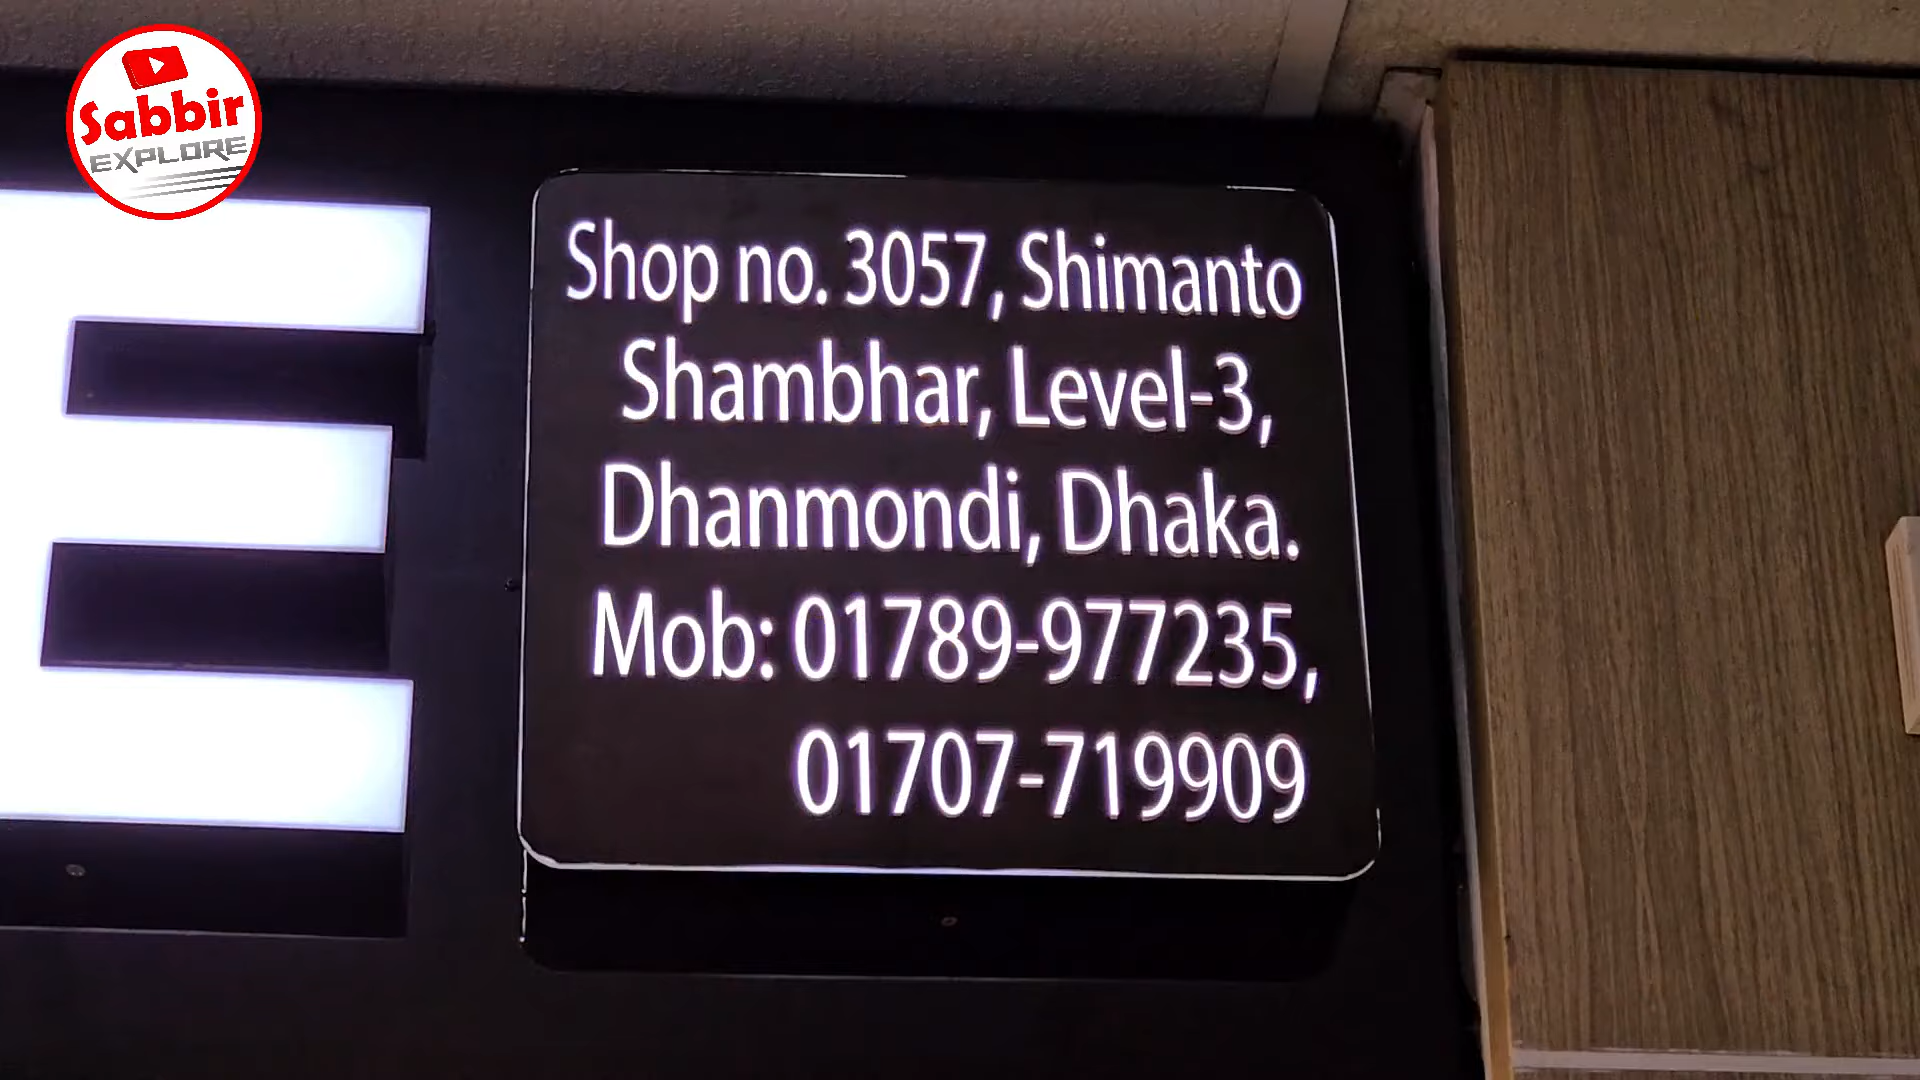 Sabbir
EXPLORE
E
Shop no. 3057, Shimanto
Shambhar, Level-3,
Dhanmondi, Dhaka.
Mob: 01789-977235,
01707-719909